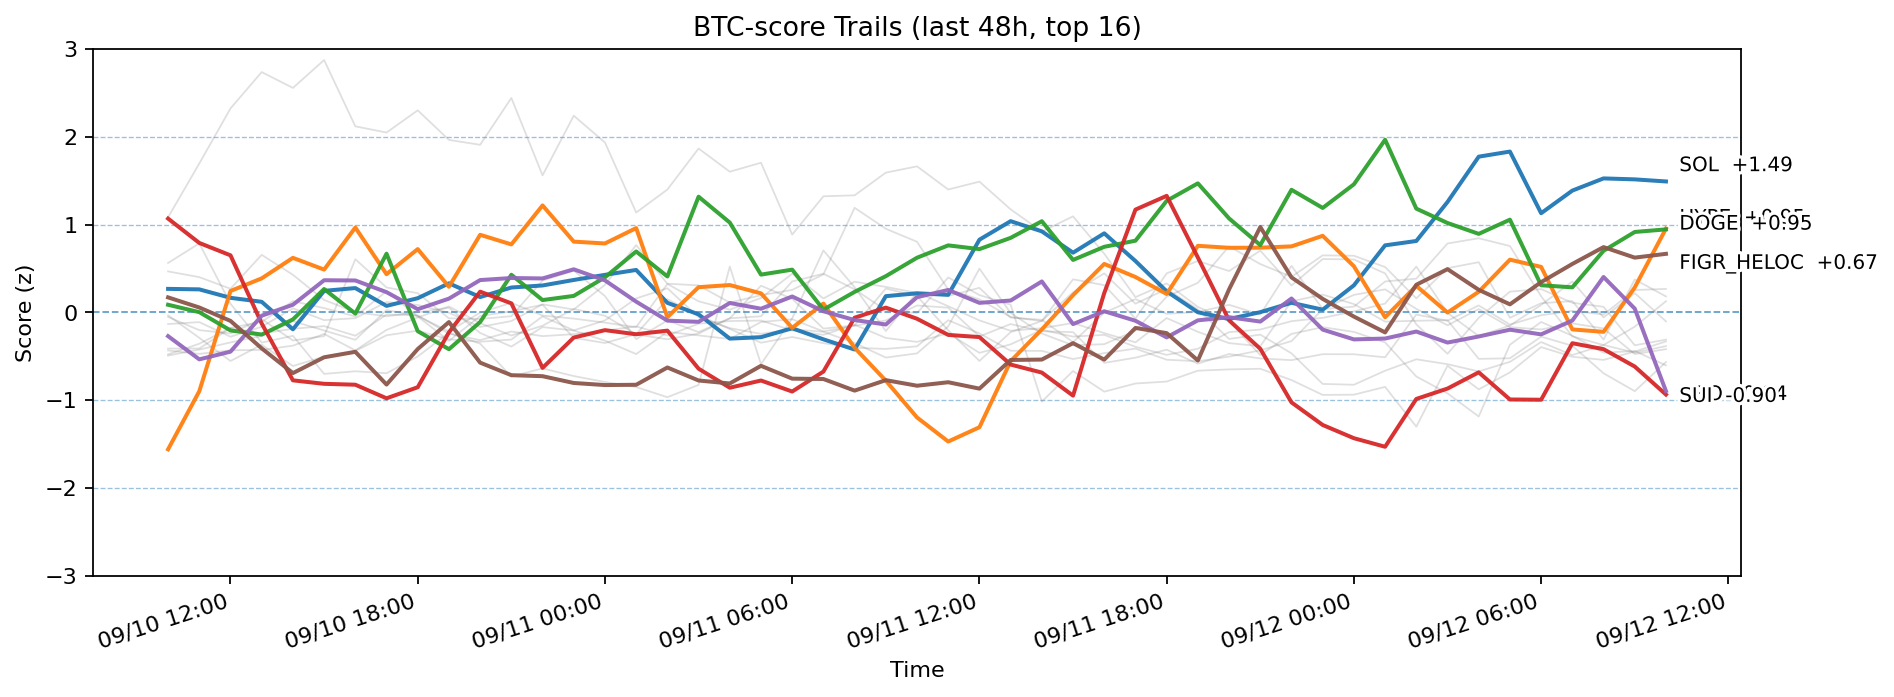 BTC-score Trails (last 48h, top 16)
Score (z)
3
2
1
0
−1
−2
−3
SOL +1.49
DOGE +0.95
FIGR_HELOC +0.67
09/10 12:00
09/10 18:00
09/11 00:00
09/11 06:00
09/11 12:00
09/11 18:00
09/12 00:00
09/12 06:00
09/12 12:00
Time